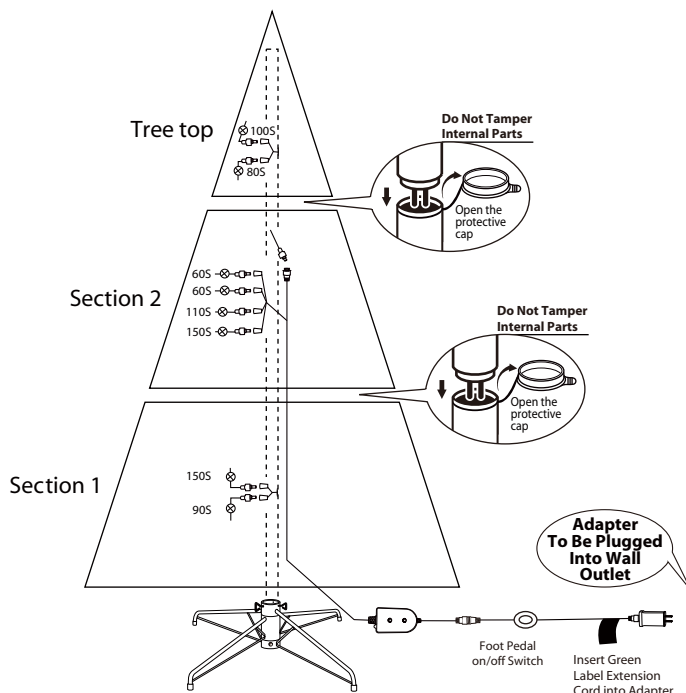 Do Not Tamper
Internal Parts
Tree top
100S
80S
Open the
protective
cap
Section 2
60S
60S
110S
150S
Do Not Tamper
Internal Parts
Open the
protective
cap
Section 1
150S
90S
Adapter
To Be Plugged
Into Wall
Outlet
Foot Pedal
on/off Switch
Insert Green
Label Extension
Cord into Adapter